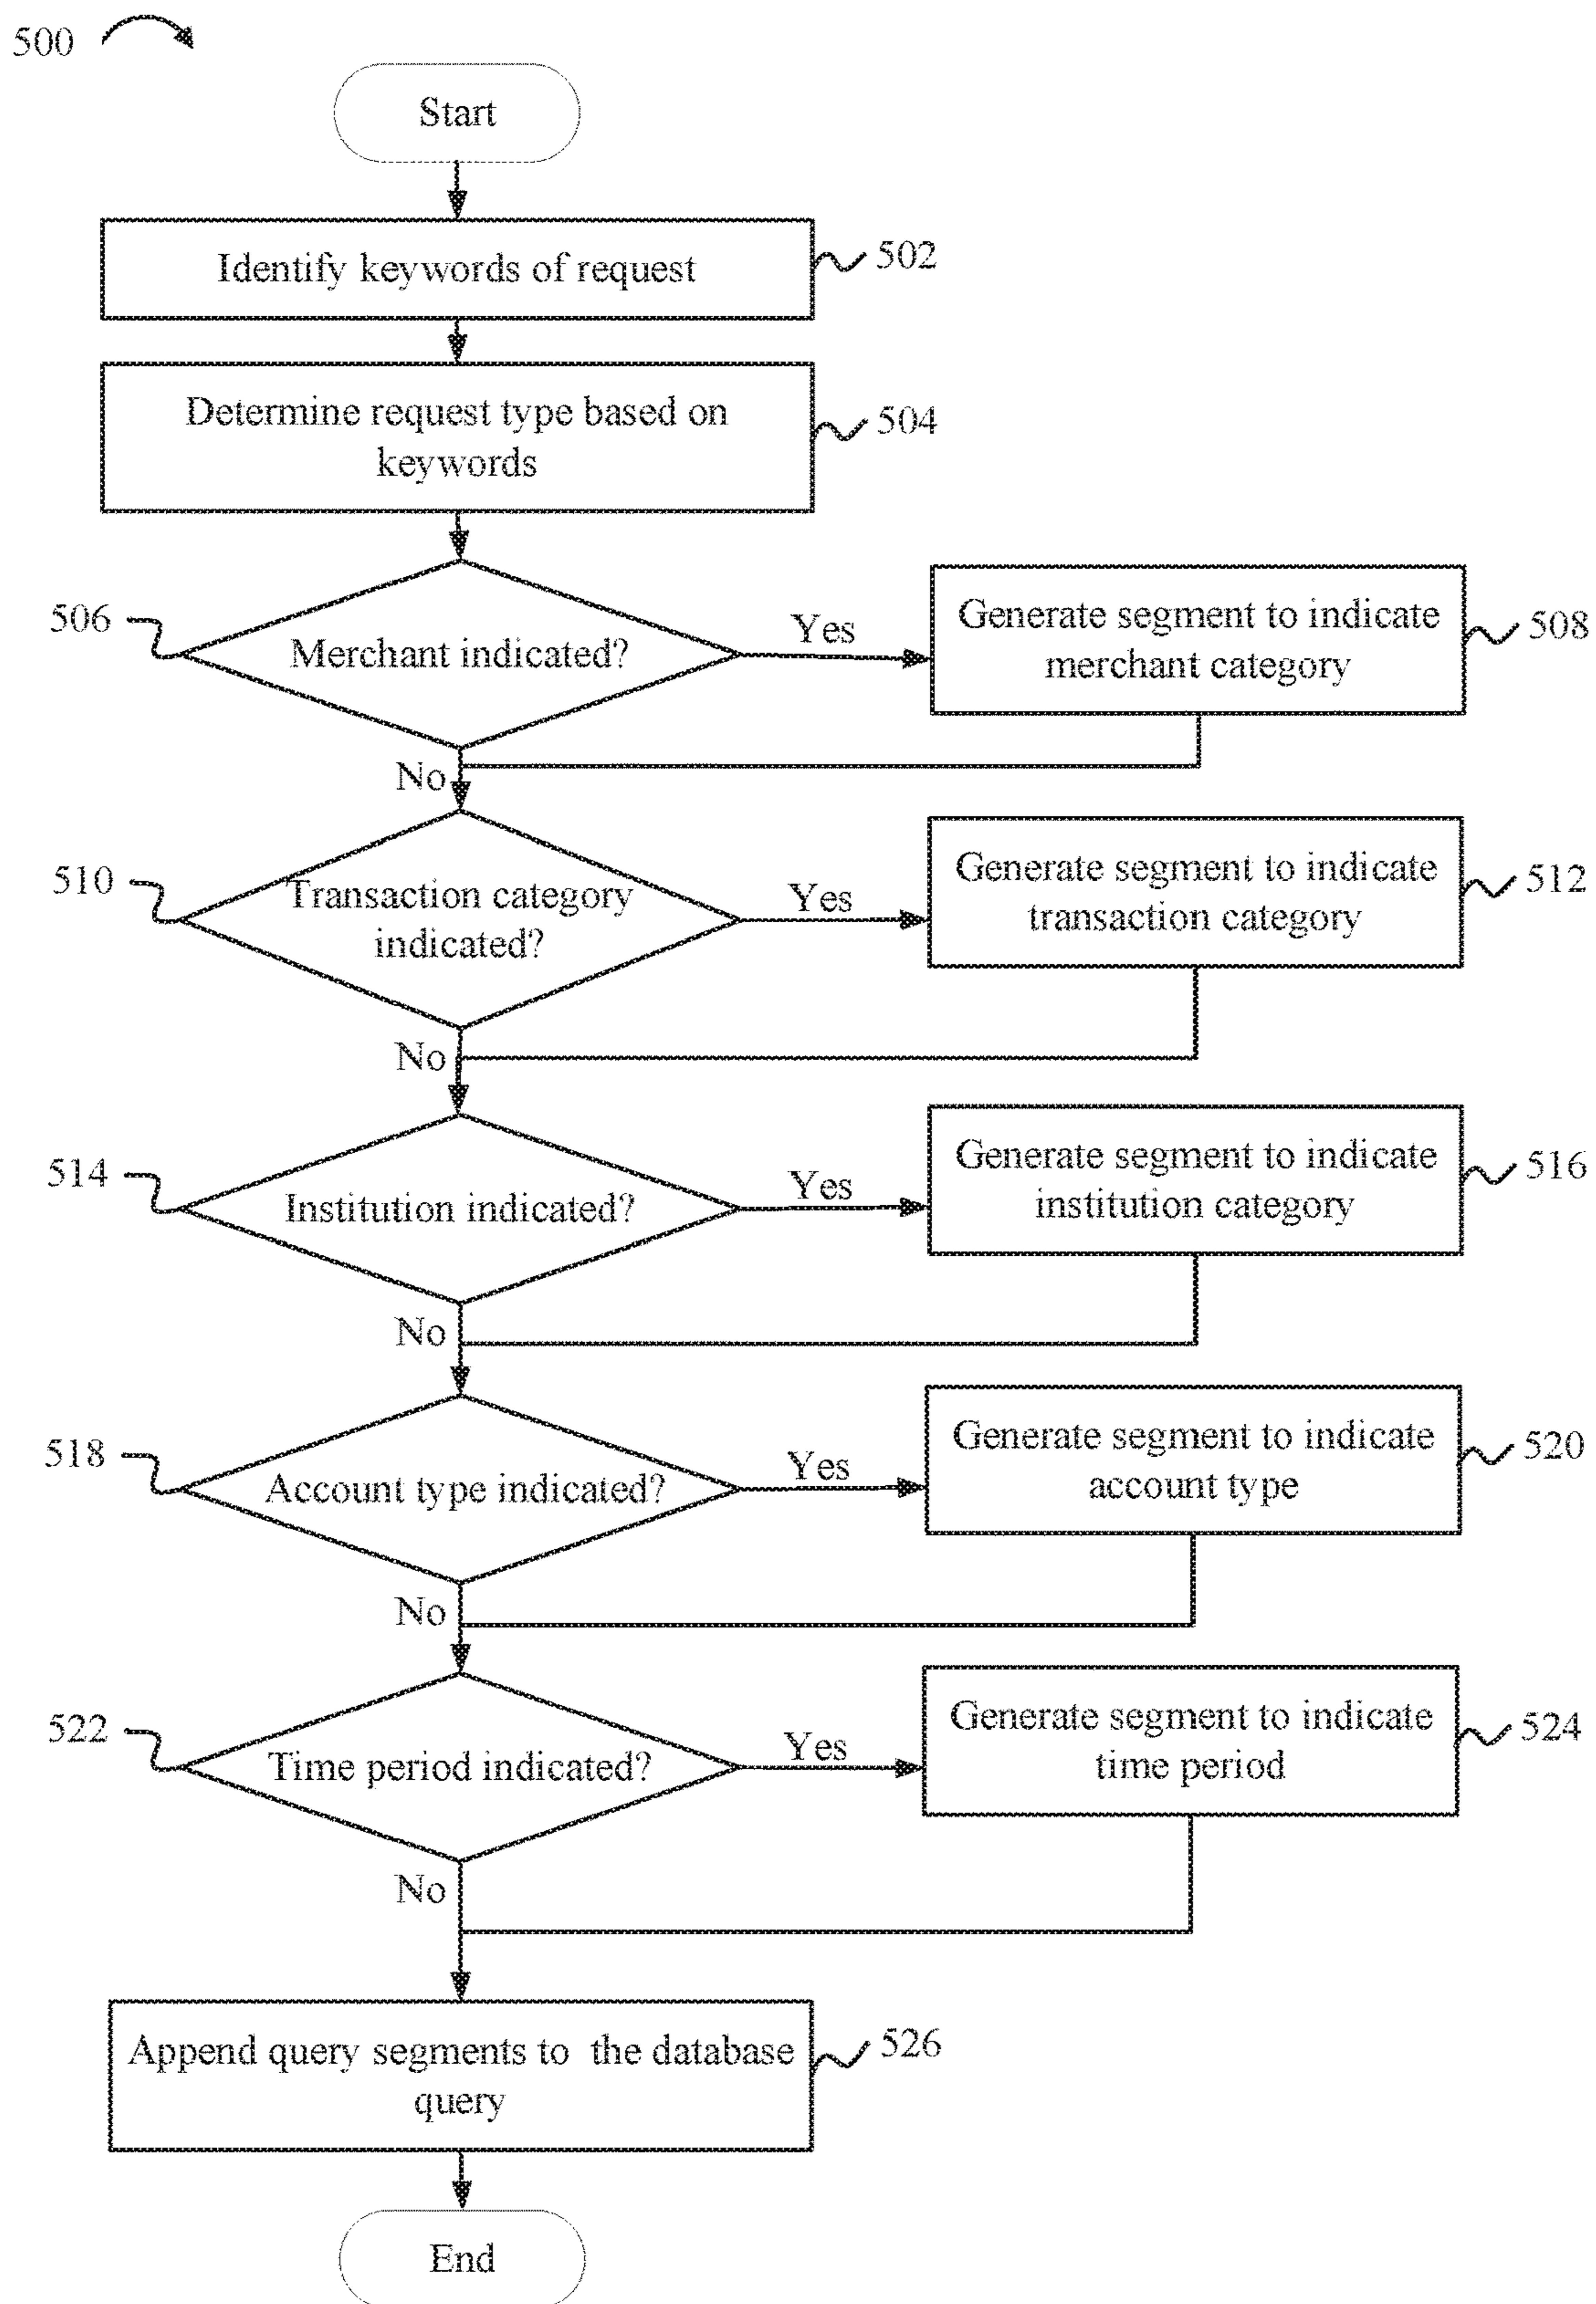 500
Start
Identify keywords of request
502
Determine request type based on
keywords
504
506
Merchant indicated?
Yes
Generate segment to indicate
merchant category
508
No
510
Transaction category
indicated?
Yes
Generate segment to indicate
transaction category
512
No
514
Institution indicated?
Yes
Generate segment to indicate
institution category
516
No
518
Account type indicated?
Yes
Generate segment to indicate
account type
520
No
522
Time period indicated?
Yes
Generate segment to indicate
time period
524
No
Append query segments to the database
query
526
End